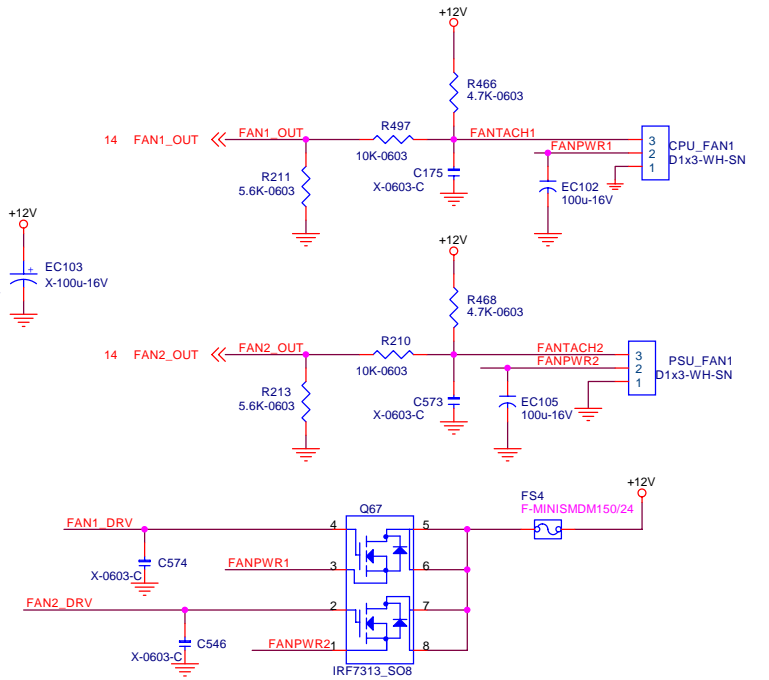 +12V
R466
4.7K-0603
14 FAN1_OUT
FAN1_OUT
R497
10K-0603
FANTACH1
FANPWR1
3
2
1
CPU_FAN1
D1x3-WH-SN
R211
5.6K-0603
C175
X-0603-C
EC102
100u-16V
+12V
+
EC103
X-100u-16V
+12V
R468
4.7K-0603
14 FAN2_OUT
FAN2_OUT
R210
10K-0603
FANTACH2
FANPWR2
3
2
1
PSU_FAN1
D1x3-WH-SN
R213
5.6K-0603
C573
X-0603-C
EC105
100u-16V
+12V
FS4
F-MINISMDM150/24
Q67
FAN1_DRV
4
5
C574
X-0603-C
FANPWR1
3
6
FAN2_DRV
2
7
C546
X-0603-C
FANPWR2
1
8
IRF7313_SO8